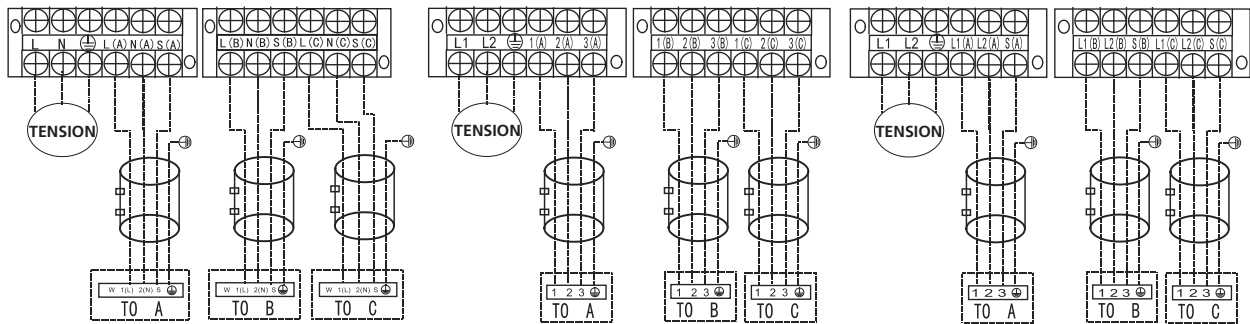 L N L(A) N(A) S(A)
L(B) N(B) S(B) L(C) N(C) S(C)
TENSION
W 1(L) 2(N) S
TO A
W 1(L) 2(N) S
TO B
W 1(L) 2(N) S
TO C
L1 L2 1(A) 2(A) 3(A)
1(B) 2(B) 3(B) 1(C) 2(C) 3(C)
TENSION
1 2 3
TO A
1 2 3
TO B
1 2 3
TO C
L1 L2 L1(A) L2(A) S(A)
L1(B) L2(B) S(B) L1(C) L2(C) S(C)
TENSION
1 2 3
TO A
1 2 3
TO B
1 2 3
TO C